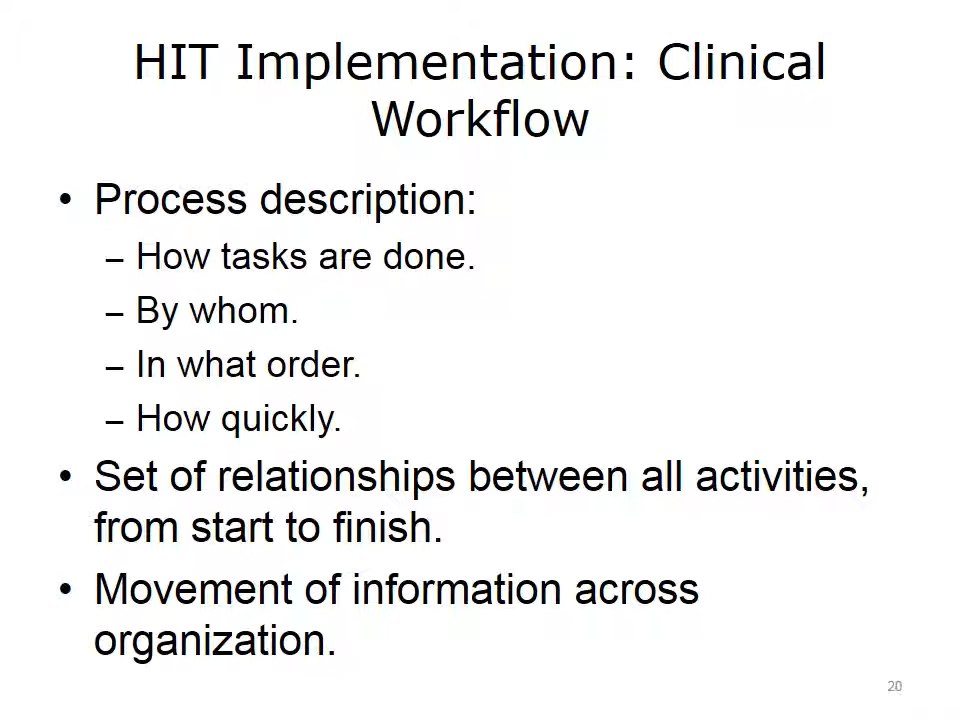 HIT Implementation: Clinical
Workflow
• Process description:
– How tasks are done.
– By whom.
– In what order.
– How quickly.
• Set of relationships between all activities,
from start to finish.
• Movement of information across
organization.
20